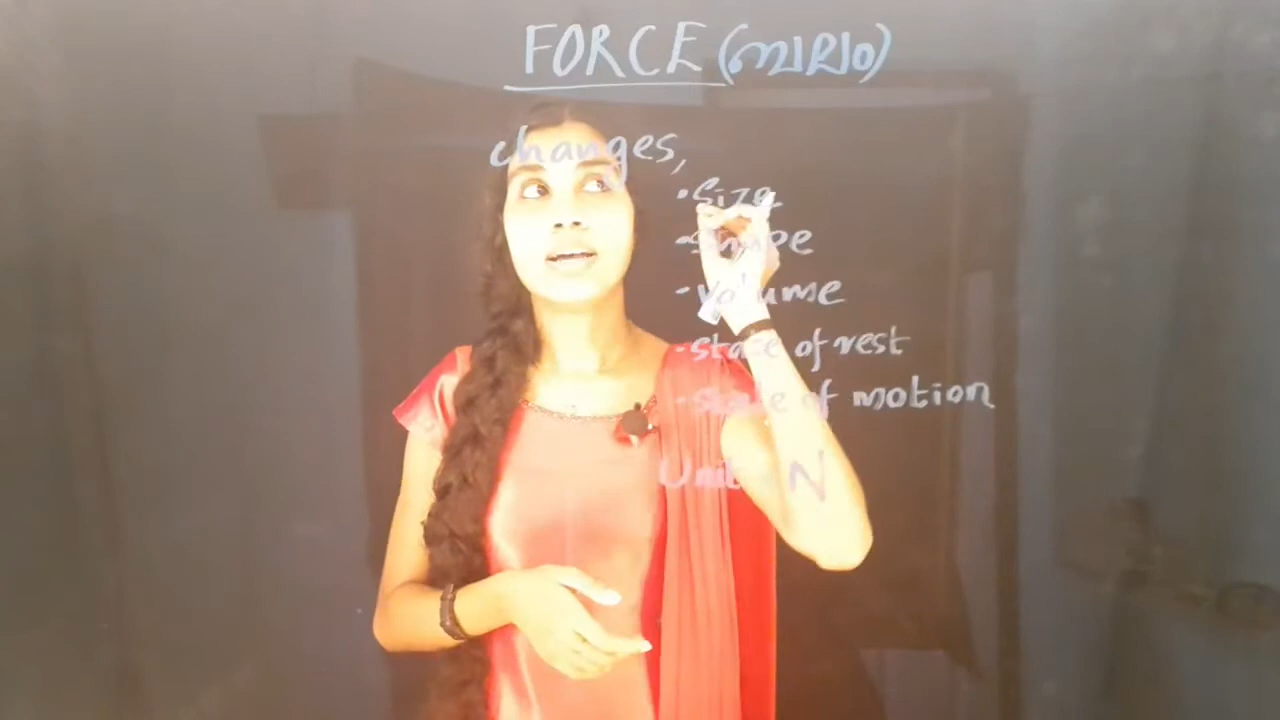 FORCE (ബലം)
changes,
• Size
- Shape
- volume
- state of rest
- state of motion
Unit - N